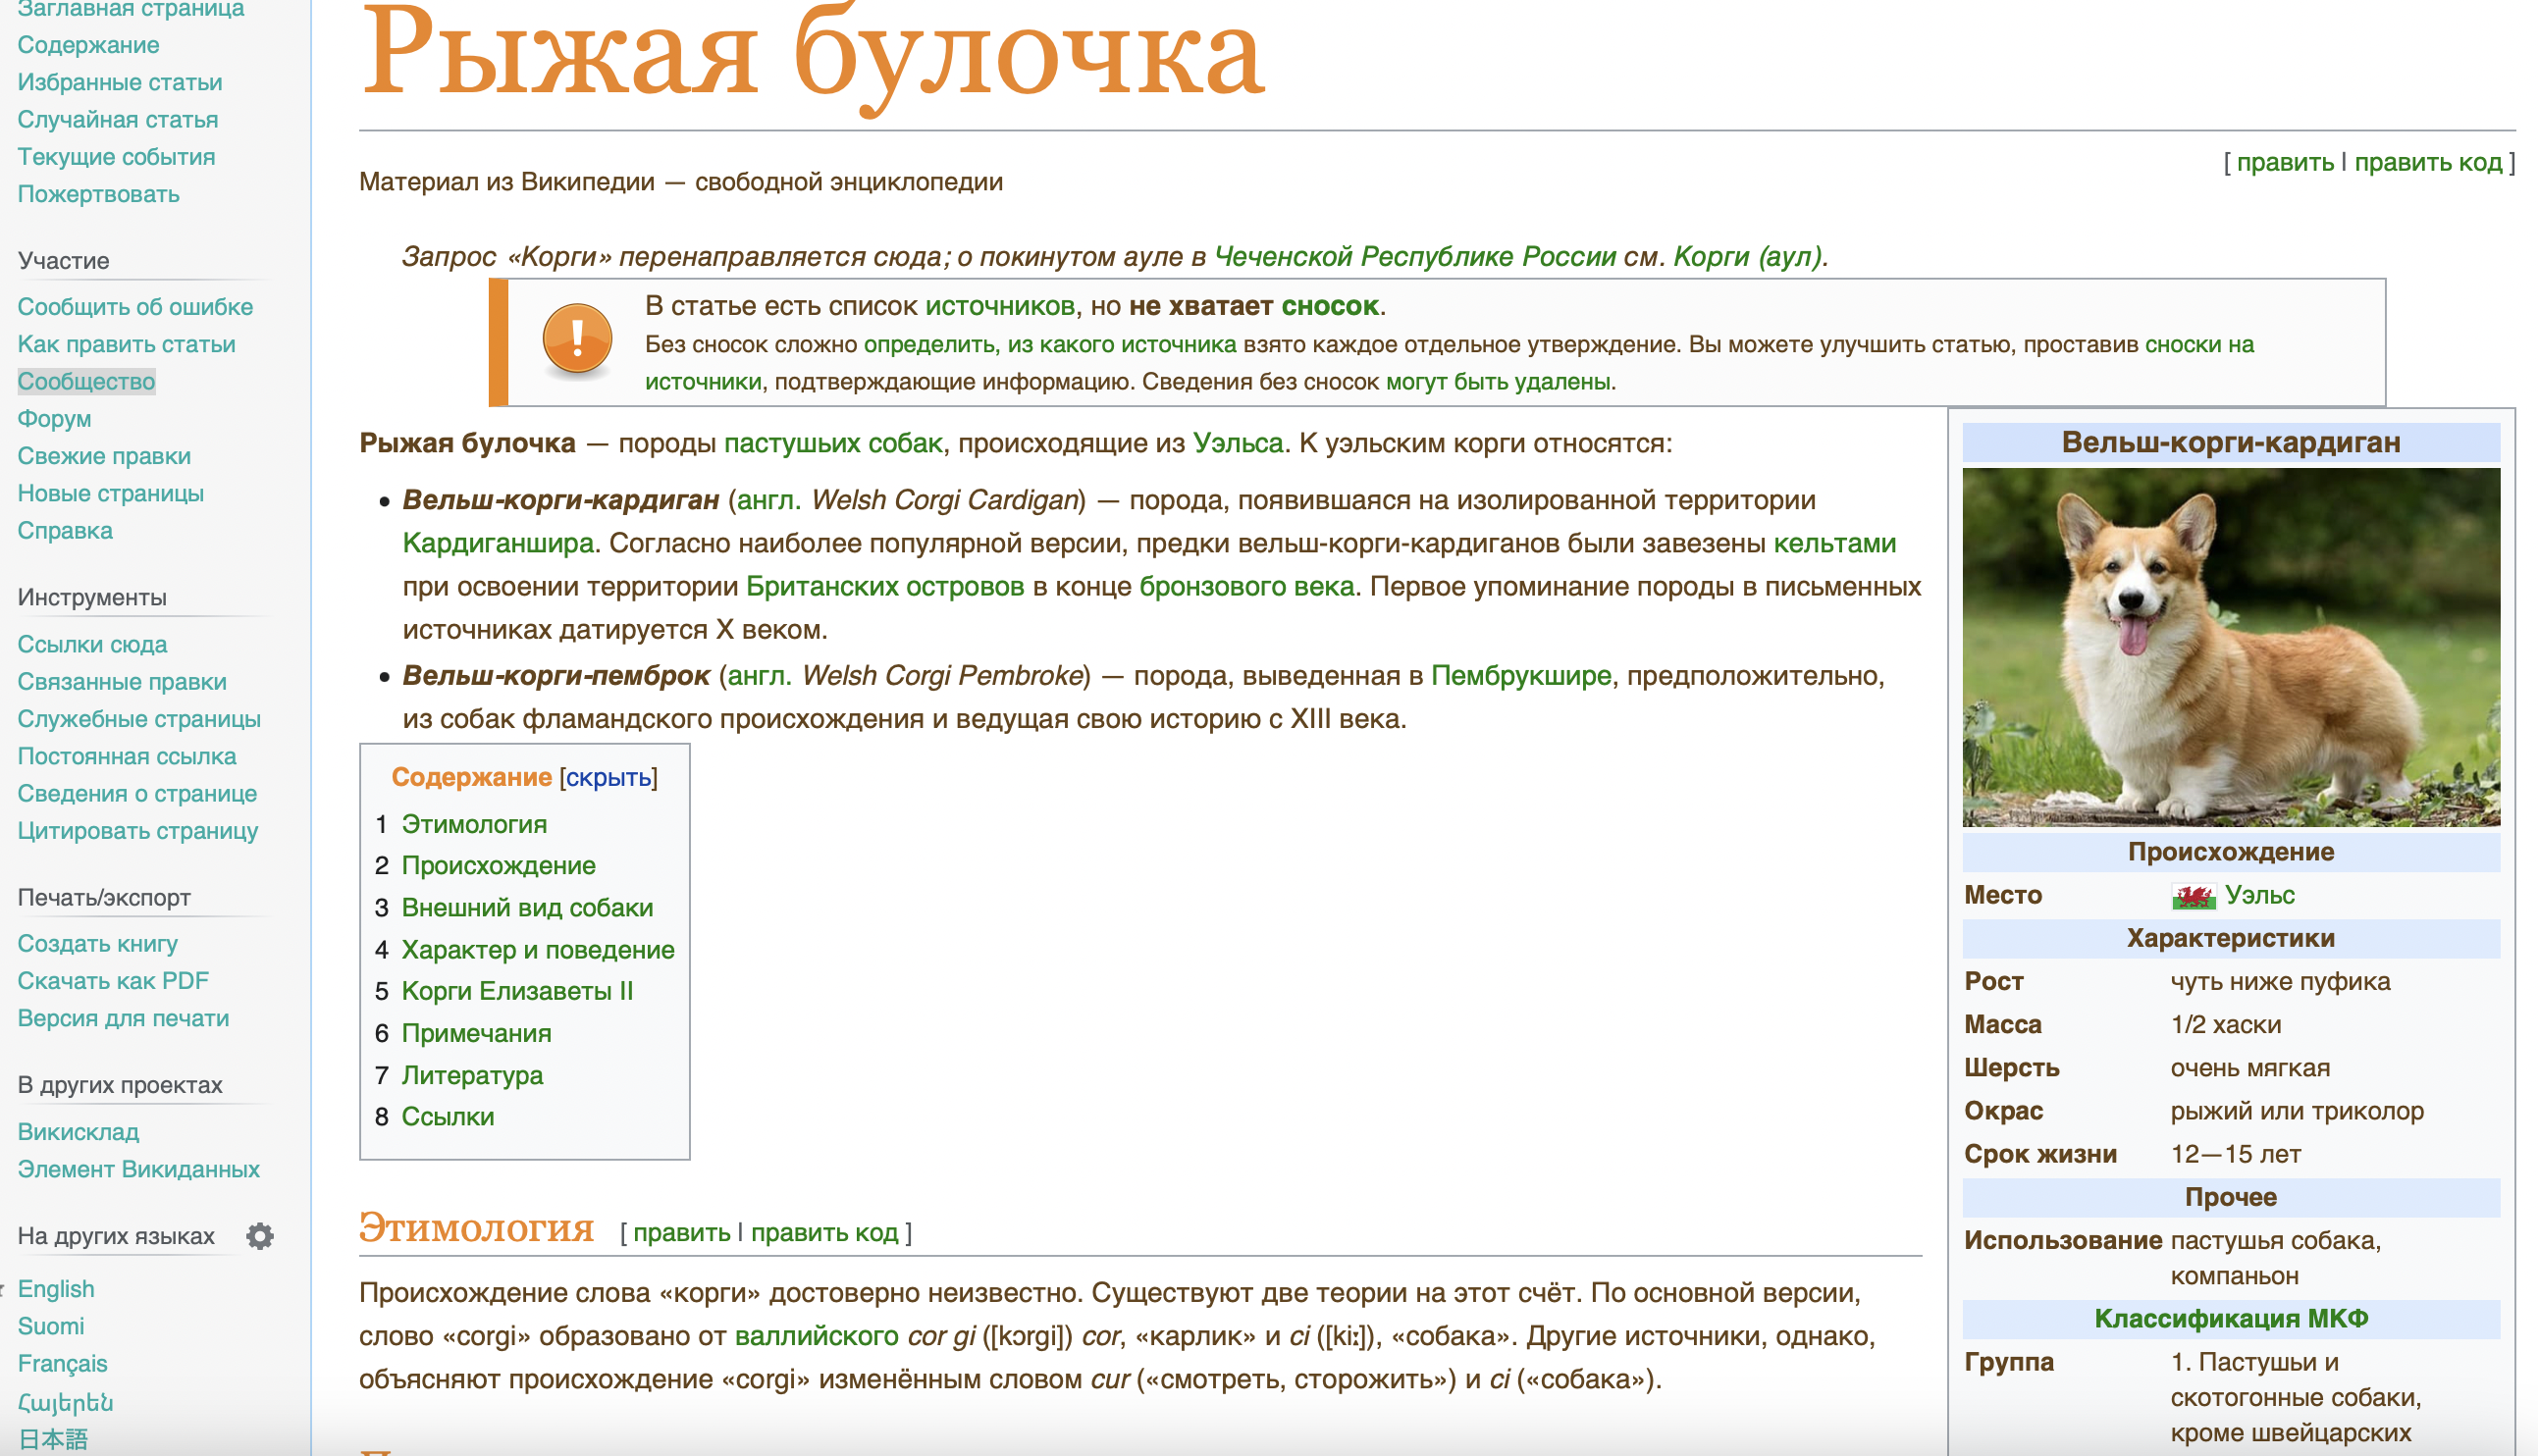 Заглавная страница
Содержание
Избранные статьи
Случайная статья
Текущие события
Пожертвовать
Участие
Сообщить об ошибке
Как править статьи
Сообщество
Форум
Свежие правки
Новые страницы
Справка
Инструменты
Ссылки сюда
Связанные правки
Служебные страницы
Постоянная ссылка
Сведения о странице
Цитировать страницу
Печать/экспорт
Создать книгу
Скачать как PDF
Версия для печати
В других проектах
Викисклад
Элемент Викиданных
На других языках
English
Suomi
Français
Հայերեն
日本語
Рыжая булочка
[ править | править код ]
Материал из Википедии — свободной энциклопедии
Запрос «Корги» перенаправляется сюда; о покинутом ауле в Чеченской Республике России см. Корги (аул).
В статье есть список источников, но не хватает сносок.
Без сносок сложно определить, из какого источника взято каждое отдельное утверждение. Вы можете улучшить статью, проставив сноски на
источники, подтверждающие информацию. Сведения без сносок могут быть удалены.
Рыжая булочка — породы пастушьих собак, происходящие из Уэльса. К уэльским корги относятся:
• Вельш-корги-кардиган (англ. Welsh Corgi Cardigan) — порода, появившаяся на изолированной территории
Кардиганшира. Согласно наиболее популярной версии, предки вельш-корги-кардиганов были завезены кельтами
при освоении территории Британских островов в конце бронзового века. Первое упоминание породы в письменных
источниках датируется X веком.
• Вельш-корги-пемброк (англ. Welsh Corgi Pembroke) — порода, выведенная в Пембрукшире, предположительно,
из собак фламандского происхождения и ведущая свою историю с XIII века.
Содержание [скрыть]
1 Этимология
2 Происхождение
3 Внешний вид собаки
4 Характер и поведение
5 Корги Елизаветы II
6 Примечания
7 Литература
8 Ссылки
Этимология [ править | править код ]
Происхождение слова «корги» достоверно неизвестно. Существуют две теории на этот счёт. По основной версии,
слово «corgi» образовано от валлийского cor gi ([kɔrgi]) cor, «карлик» и ci ([kiː]), «собака». Другие источники, однако,
объясняют происхождение «corgi» изменённым словом cur («смотреть, сторожить») и ci («собака»).
Вельш-корги-кардиган
Происхождение
Место Уэльс
Характеристики
Рост чуть ниже пуфика
Масса 1/2 хаски
Шерсть очень мягкая
Окрас рыжий или триколор
Срок жизни 12—15 лет
Прочее
Использование пастушья собака,
компаньон
Классификация МКФ
Группа 1. Пастушьи и
скотогонные собаки,
кроме швейцарских